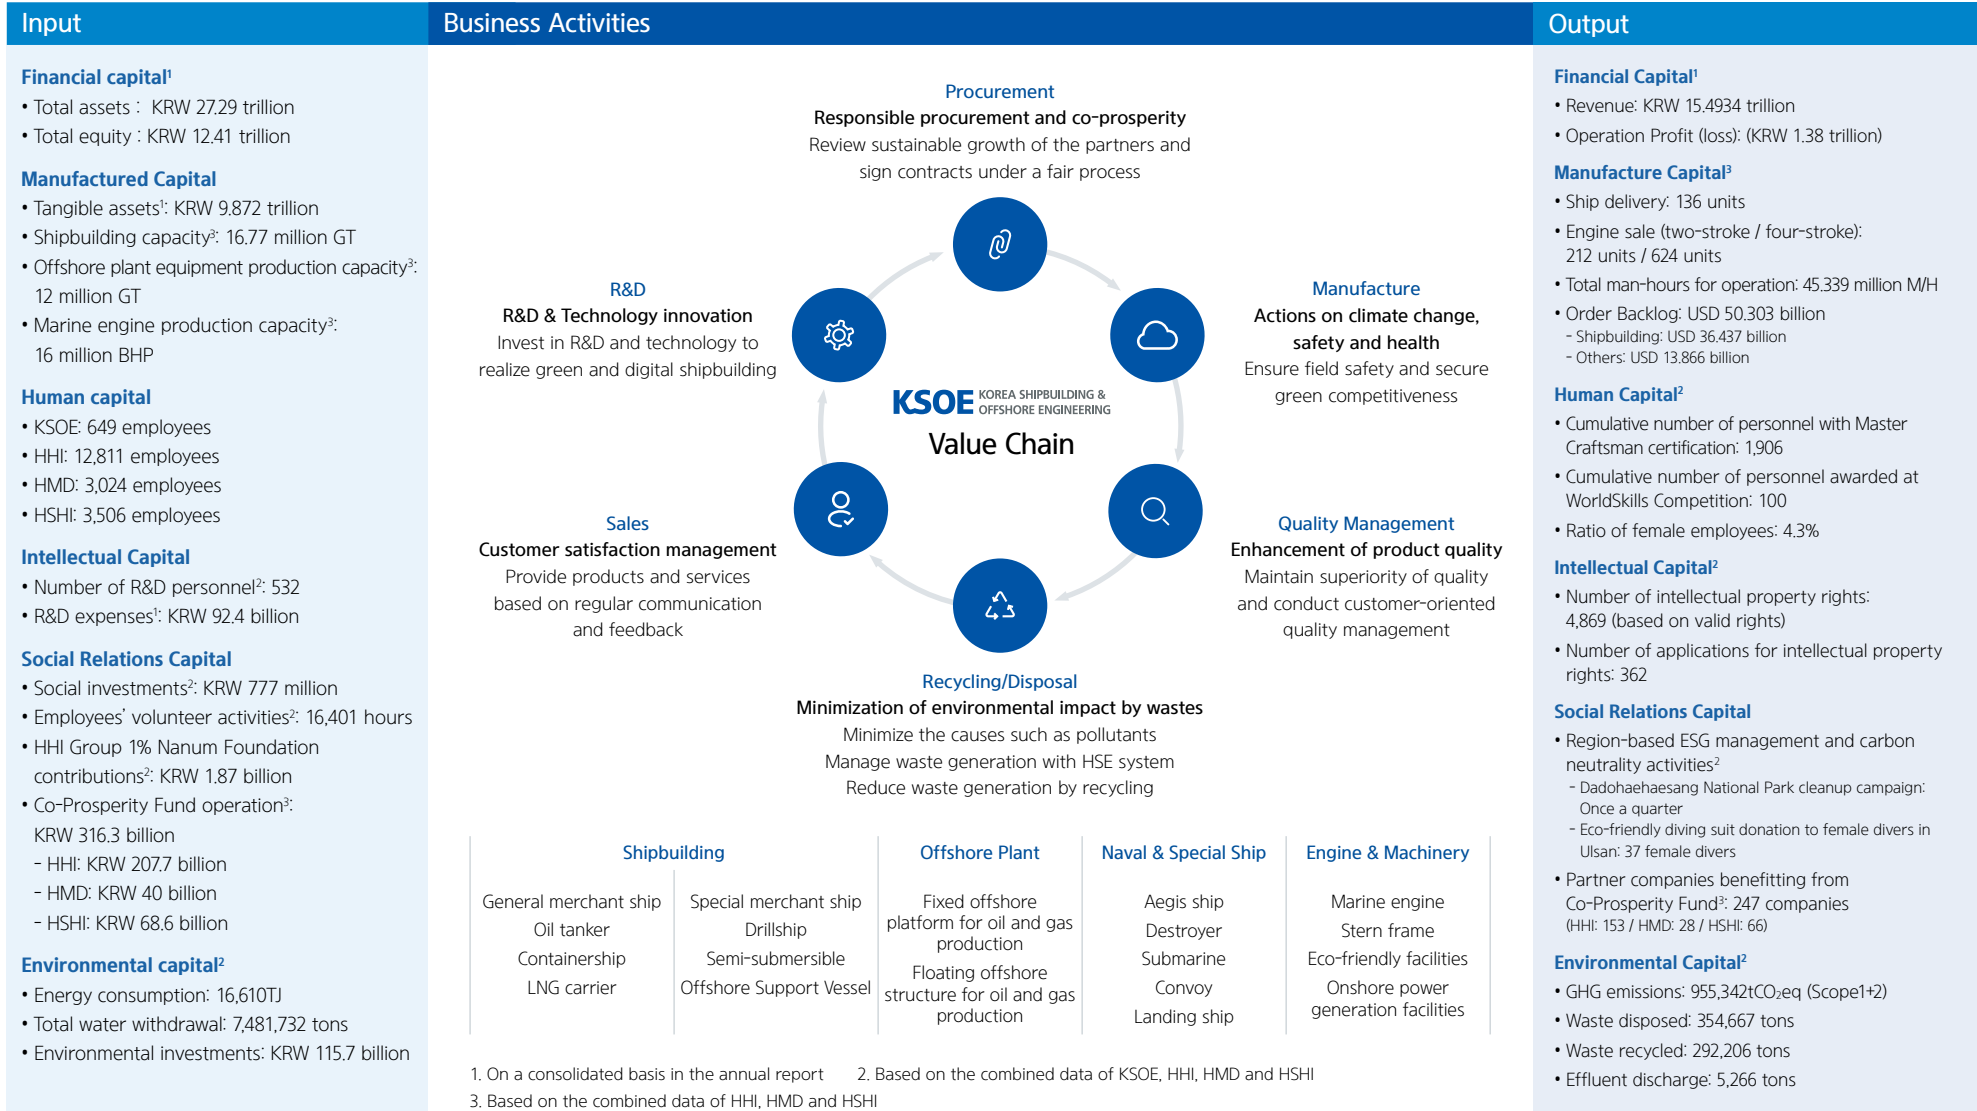 Input
Financial capital¹
• Total assets : KRW 27.29 trillion
• Total equity : KRW 12.41 trillion
Manufactured Capital
• Tangible assets¹: KRW 9.872 trillion
• Shipbuilding capacity³: 16.77 million GT
• Offshore plant equipment production capacity³:
12 million GT
• Marine engine production capacity³:
16 million BHP
Human capital
• KSOE: 649 employees
• HHI: 12,811 employees
• HMD: 3,024 employees
• HSHI: 3,506 employees
Intellectual Capital
• Number of R&D personnel²: 532
• R&D expenses¹: KRW 92.4 billion
Social Relations Capital
• Social investments²: KRW 777 million
• Employees' volunteer activities²: 16,401 hours
• HHI Group 1% Nanum Foundation
contributions²: KRW 1.87 billion
• Co-Prosperity Fund operation³:
KRW 316.3 billion
- HHI: KRW 207.7 billion
- HMD: KRW 40 billion
- HSHI: KRW 68.6 billion
Environmental capital²
• Energy consumption: 16,610TJ
• Total water withdrawal: 7,481,732 tons
• Environmental investments: KRW 115.7 billion
Business Activities
Procurement
Responsible procurement and co-prosperity
Review sustainable growth of the partners and
sign contracts under a fair process
R&D
R&D & Technology innovation
Invest in R&D and technology to
realize green and digital shipbuilding
Manufacture
Actions on climate change,
safety and health
Ensure field safety and secure
green competitiveness
KSOE KOREA SHIPBUILDING &
OFFSHORE ENGINEERING
Value Chain
Sales
Customer satisfaction management
Provide products and services
based on regular communication
and feedback
Quality Management
Enhancement of product quality
Maintain superiority of quality
and conduct customer-oriented
quality management
Recycling/Disposal
Minimization of environmental impact by wastes
Minimize the causes such as pollutants
Manage waste generation with HSE system
Reduce waste generation by recycling
Shipbuilding
General merchant ship
Oil tanker
Containership
LNG carrier
Special merchant ship
Drillship
Semi-submersible
Offshore Support Vessel
Offshore Plant
Fixed offshore
platform for oil and gas
production
Floating offshore
structure for oil and gas
production
Naval & Special Ship
Aegis ship
Destroyer
Submarine
Convoy
Landing ship
Engine & Machinery
Marine engine
Stern frame
Eco-friendly facilities
Onshore power
generation facilities
1. On a consolidated basis in the annual report 2. Based on the combined data of KSOE, HHI, HMD and HSHI
3. Based on the combined data of HHI, HMD and HSHI
Output
Financial Capital¹
• Revenue: KRW 15.4934 trillion
• Operation Profit (loss): (KRW 1.38 trillion)
Manufacture Capital³
• Ship delivery: 136 units
• Engine sale (two-stroke / four-stroke):
212 units / 624 units
• Total man-hours for operation: 45.339 million M/H
• Order Backlog: USD 50.303 billion
- Shipbuilding: USD 36.437 billion
- Others: USD 13.866 billion
Human Capital²
• Cumulative number of personnel with Master
Craftsman certification: 1,906
• Cumulative number of personnel awarded at
WorldSkills Competition: 100
• Ratio of female employees: 4.3%
Intellectual Capital²
• Number of intellectual property rights:
4,869 (based on valid rights)
• Number of applications for intellectual property
rights: 362
Social Relations Capital
• Region-based ESG management and carbon
neutrality activities²
- Dadohaehaesang National Park cleanup campaign:
Once a quarter
- Eco-friendly diving suit donation to female divers in
Ulsan: 37 female divers
• Partner companies benefitting from
Co-Prosperity Fund³: 247 companies
(HHI: 153 / HMD: 28 / HSHI: 66)
Environmental Capital²
• GHG emissions: 955,342tCO₂eq (Scope1+2)
• Waste disposed: 354,667 tons
• Waste recycled: 292,206 tons
• Effluent discharge: 5,266 tons